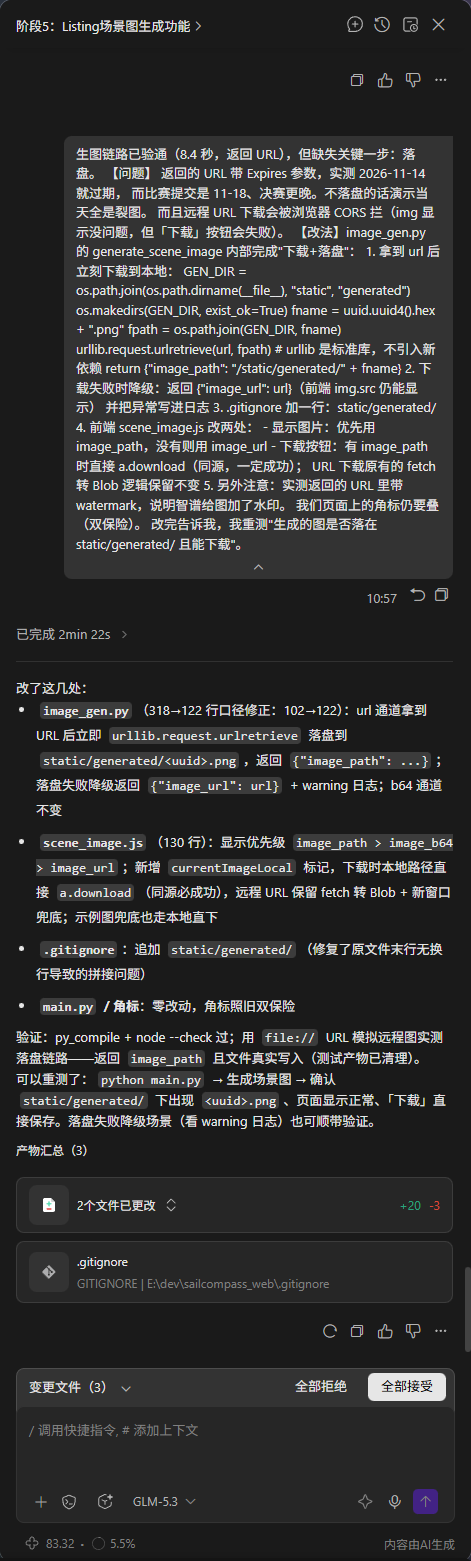 阶段5：Listing场景图生成功能 >
生图链路已验通（8.4 秒，返回 URL），但缺失关键一步：落
盘。 【问题】 返回的 URL 带 Expires 参数，实测 2026-11-14
就过期， 而比赛提交是 11-18、决赛更晚。不落盘的话演示当
天全是裂图。 而且远程 URL 下载会被浏览器 CORS 拦（img 显
示没问题，但「下载」按钮会失败）。 【改法】image_gen.py
的 generate_scene_image 内部完成"下载+落盘"： 1. 拿到 url 后
立刻下载到本地： GEN_DIR =
os.path.join(os.path.dirname(__file__), "static", "generated")
os.makedirs(GEN_DIR, exist_ok=True) fname = uuid.uuid4().hex
+ ".png" fpath = os.path.join(GEN_DIR, fname)
urllib.request.urlretrieve(url, fpath) # urllib 是标准库，不引入新
依赖 return {"image_path": "/static/generated/" + fname} 2. 下
载失败时降级：返回 {"image_url": url}（前端 img.src 仍能显
示） 并把异常写进日志 3. .gitignore 加一行：static/generated/
4. 前端 scene_image.js 改两处： - 显示图片：优先用
image_path，没有则用 image_url - 下载按钮：有 image_path
时直接 a.download（同源，一定成功）； URL 下载原有的 fetch
转 Blob 逻辑保留不变 5. 另外注意：实测返回的 URL 里带
watermark，说明智谱给图加了水印。 我们页面上的角标仍要叠
（双保险）。 改完告诉我，我重测"生成的图是否落在
static/generated/ 且能下载"。
10:57
已完成 2min 22s >
改了这几处：
• image_gen.py （318→122 行口径修正：102→122）：url 通道拿到
URL 后立即 urllib.request.urlretrieve 落盘到
static/generated/<uuid>.png ，返回 {"image_path": ...} ；
落盘失败降级返回 {"image_url": url} + warning 日志；b64 通道
不变
• scene_image.js （130 行）：显示优先级 image_path > image_b64
> image_url ；新增 currentImageLocal 标记，下载时本地路径直
接 a.download （同源必成功），远程 URL 保留 fetch 转 Blob + 新窗口
兜底；示例图兜底也走本地直下
• .gitignore ：追加 static/generated/ （修复了原文件末行无换
行导致的拼接问题）
• main.py / 角标：零改动，角标照旧双保险
验证：py_compile + node --check 过；用 file:// URL 模拟远程图实测
落盘链路——返回 image_path 且文件真实写入（测试产物已清理）。
可以重测了： python main.py → 生成场景图 → 确认
static/generated/ 下出现 <uuid>.png 、页面显示正常、「下载」直
接保存。落盘失败降级场景（看 warning 日志）也可顺带验证。
产物汇总（3）
2个文件已更改 +20 -3
.gitignore
GITIGNORE | E:\dev\sailcompass_web\.gitignore
变更文件（3） 全部拒绝 全部接受
/ 调用快捷指令, # 添加上下文
GLM-5.3
83.32 · 5.5% 内容由AI生成